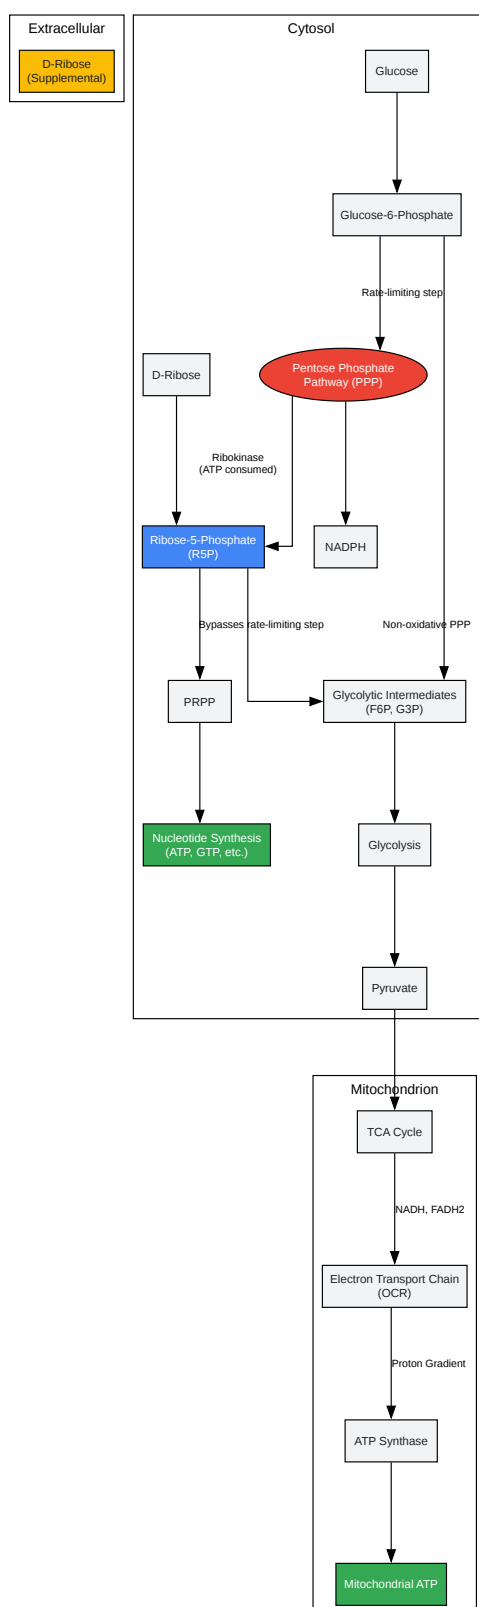 Extracellular
D-Ribose
(Supplemental)
Cytosol
Glucose
Glucose-6-Phosphate
Rate-limiting step
Pentose Phosphate
Pathway (PPP)
D-Ribose
Ribokinase
(ATP consumed)
Ribose-5-Phosphate
(R5P)
NADPH
Bypasses rate-limiting step
Non-oxidative PPP
PRPP
Glycolytic Intermediates
(F6P, G3P)
Nucleotide Synthesis
(ATP, GTP, etc.)
Glycolysis
Pyruvate
Mitochondrion
TCA Cycle
NADH, FADH2
Electron Transport Chain
(OCR)
Proton Gradient
ATP Synthase
Mitochondrial ATP